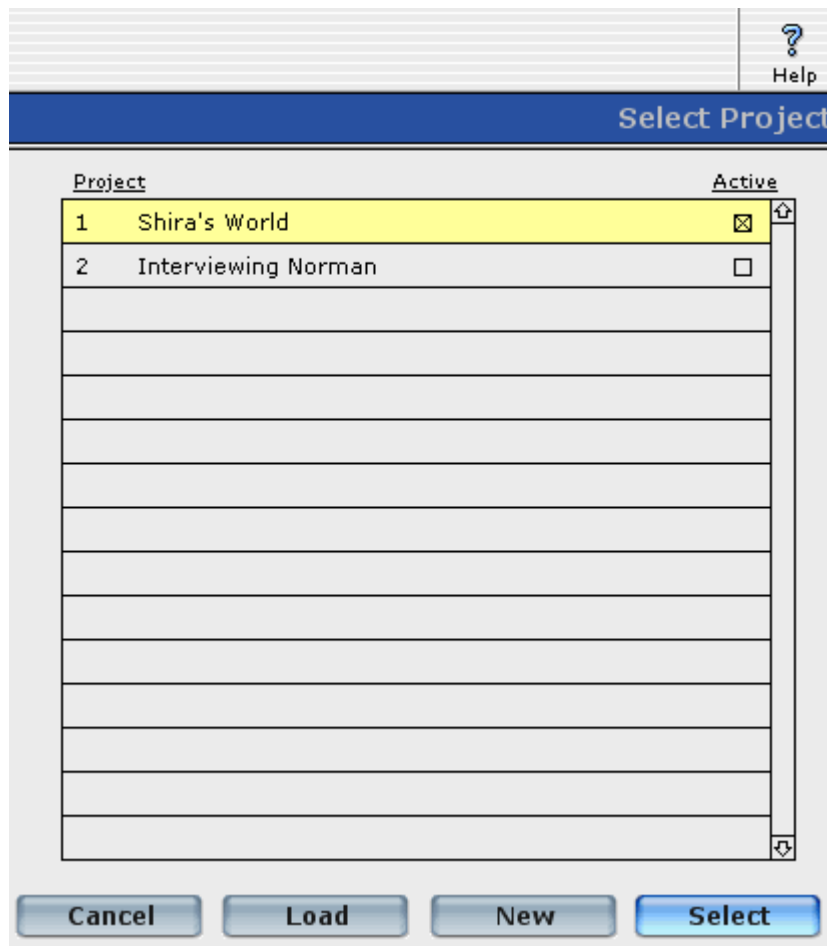 Help
Select Project
Project Active
1 Shira's World
2 Interviewing Norman
Cancel Load New Select